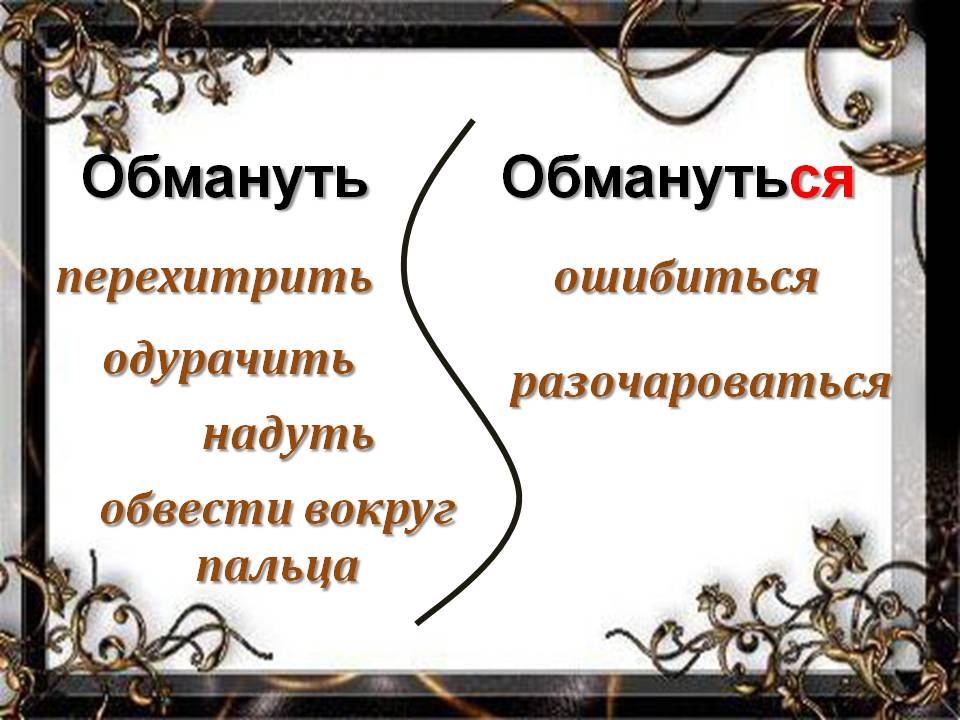 Обмануть
перехитрить
одурачить
надуть
обвести вокруг
пальца
Обмануться
ошибиться
разочароваться